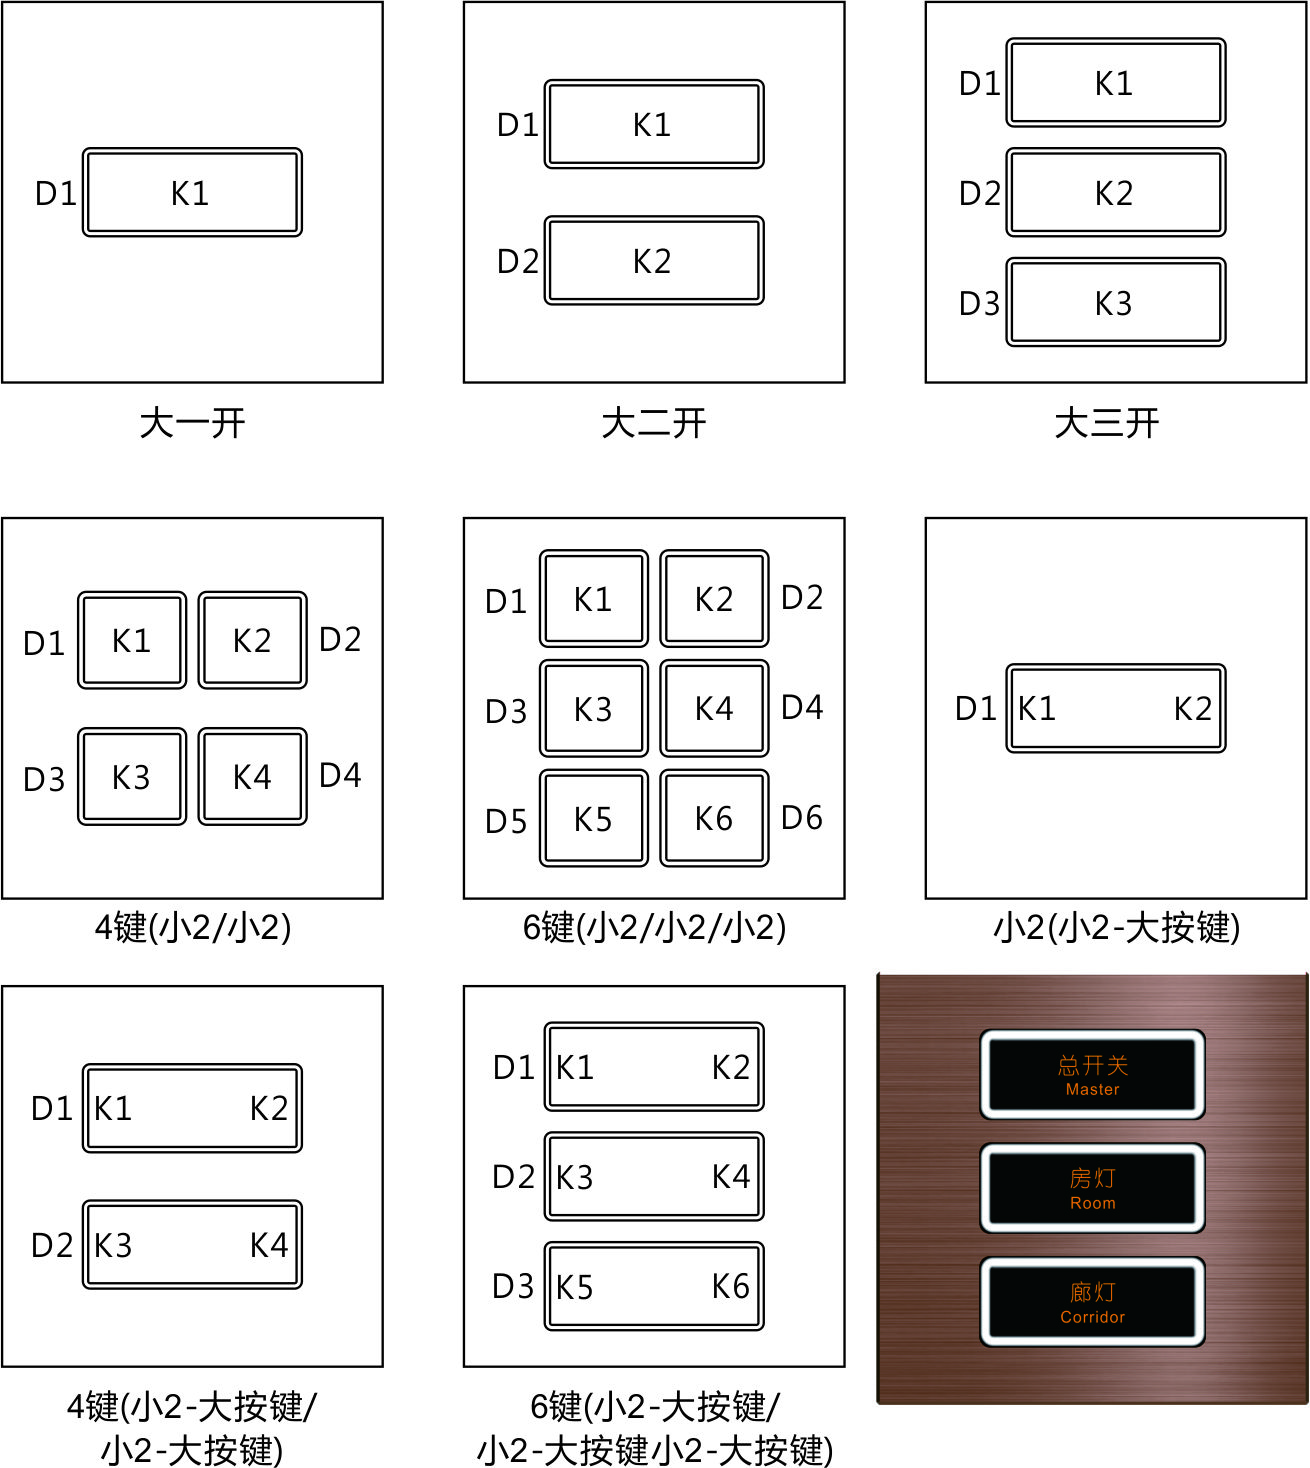 D1 K1
D1 K1
D2 K2
D1 K1
D2 K2
D3 K3
大一开
大二开
大三开
D1 K1 K2 D2
D3 K3 K4 D4
D1 K1 K2 D2
D3 K3 K4 D4
D5 K5 K6 D6
D1 K1 K2
4键(小2/小2)
6键(小2/小2/小2)
小2(小2-大按键)
D1 K1 K2
D2 K3 K4
D1 K1 K2
D2 K3 K4
D3 K5 K6
总开关
Master
房灯
Room
廊灯
Corridor
4键(小2-大按键/
小2-大按键)
6键(小2-大按键/
小2-大按键小2-大按键)